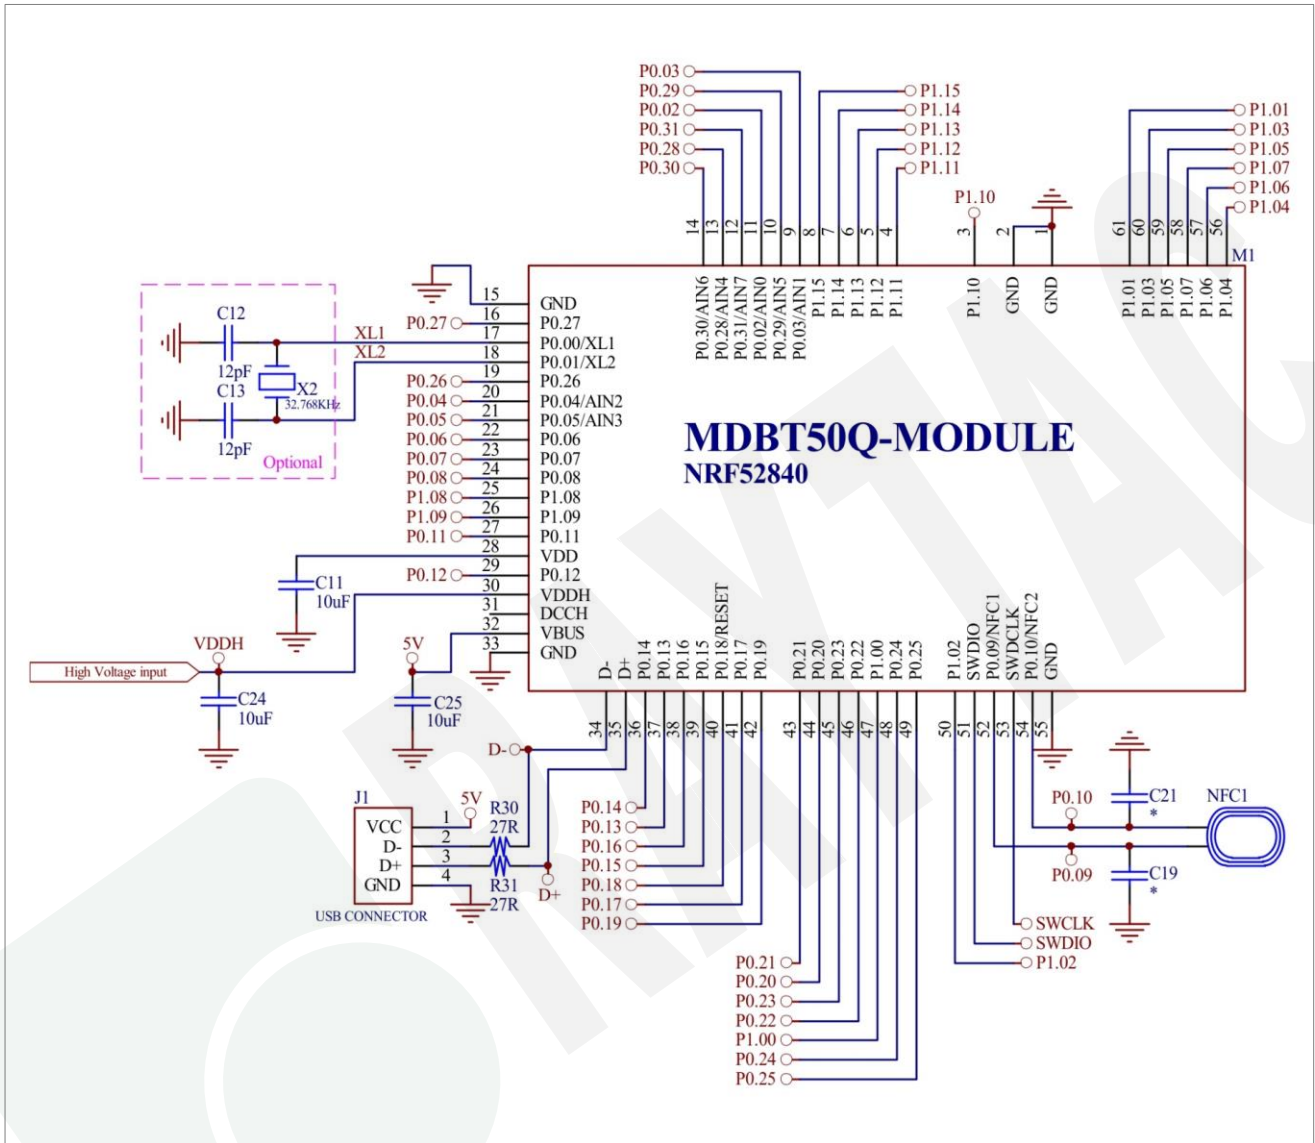 P0.03
P0.29
P0.02
P0.31
P0.28
P0.30
P1.15
P1.14
P1.13
P1.12
P1.11
P1.10
P1.01
P1.03
P1.05
P1.07
P1.06
P1.04
14 13 12 11 10 9 8 7 6 5 4 3 2 1 61 60 59 58 57 56
M1
P0.30/AIN6
P0.28/AIN4
P0.31/AIN7
P0.02/AIN0
P0.29/AIN5
P0.03/AIN1
P1.15
P1.14
P1.13
P1.12
P1.11
P1.10
GND
GND
P1.01
P1.03
P1.05
P1.07
P1.06
P1.04
15 GND
P0.27 16 P0.27
XL1 17 P0.00/XL1
XL2 18 P0.01/XL2
P0.26 19 P0.26
P0.04 20 P0.04/AIN2
P0.05 21 P0.05/AIN3
P0.06 22 P0.06
P0.07 23 P0.07
P0.08 24 P0.08
P1.08 25 P1.08
P1.09 26 P1.09
P0.11 27 P0.11
28 VDD
P0.12 29 P0.12
30 VDDH
31 DCCH
32 VBUS
33 GND
C12
12pF
C13
12pF
X2
32.768KHz
Optional
MDBT50Q-MODULE
NRF52840
C11
10uF
VDDH
High Voltage input
C24
10uF
5V
C25
10uF
D-
D+
P0.14
P0.13
P0.16
P0.15
P0.18/RESET
P0.17
P0.19
P0.21
P0.20
P0.23
P0.22
P1.00
P0.24
P0.25
P1.02
SWDIO
P0.09/NFC1
SWDCLK
P0.10/NFC2
GND
34 35 36 37 38 39 40 41 42 43 44 45 46 47 48 49 50 51 52 53 54 55
D-
J1
5V
VCC 1
D- 2
D+ 3
GND 4
USB CONNECTOR
R30
27R
R31
27R
D+
P0.14
P0.13
P0.16
P0.15
P0.18
P0.17
P0.19
P0.21
P0.20
P0.23
P0.22
P1.00
P0.24
P0.25
P0.10
C21
*
NFC1
P0.09
C19
*
SWCLK
SWDIO
P1.02
RAYTAC